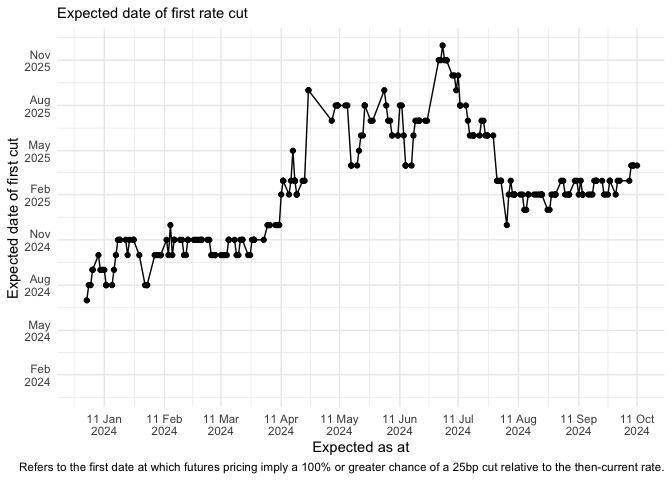 Expected date of first rate cut
Expected date of first cut
Nov
2025
Aug
2025
May
2025
Feb
2025
Nov
2024
Aug
2024
May
2024
Feb
2024
11 Jan
2024
11 Feb
2024
11 Mar
2024
11 Apr
2024
11 May
2024
11 Jun
2024
11 Jul
2024
11 Aug
2024
11 Sep
2024
11 Oct
2024
Expected as at
Refers to the first date at which futures pricing imply a 100% or greater chance of a 25bp cut relative to the then-current rate.